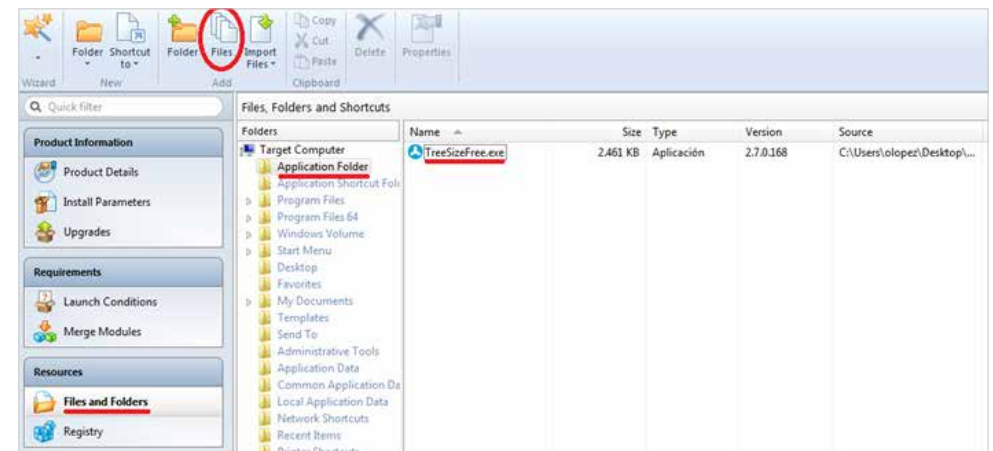 Folder Shortcut to Folder Files Import Files Copy Cut Paste Delete Properties
Wizard New Add Clipboard
Quick filter
Files, Folders and Shortcuts
Product Information
Product Details
Install Parameters
Upgrades
Requirements
Launch Conditions
Merge Modules
Resources
Files and Folders
Registry
Folders
Target Computer
Application Folder
Application Shortcut Fol
Program Files
Program Files 64
Windows Volume
Start Menu
Desktop
Favorites
My Documents
Templates
Send To
Administrative Tools
Application Data
Common Application Da
Local Application Data
Network Shortcuts
Recent Items
Printer Shortcuts
Name Size Type Version Source
TreeSizeFree.exe 2.461 KB Aplicación 2.7.0.168 C:\Users\olopez\Desktop\...